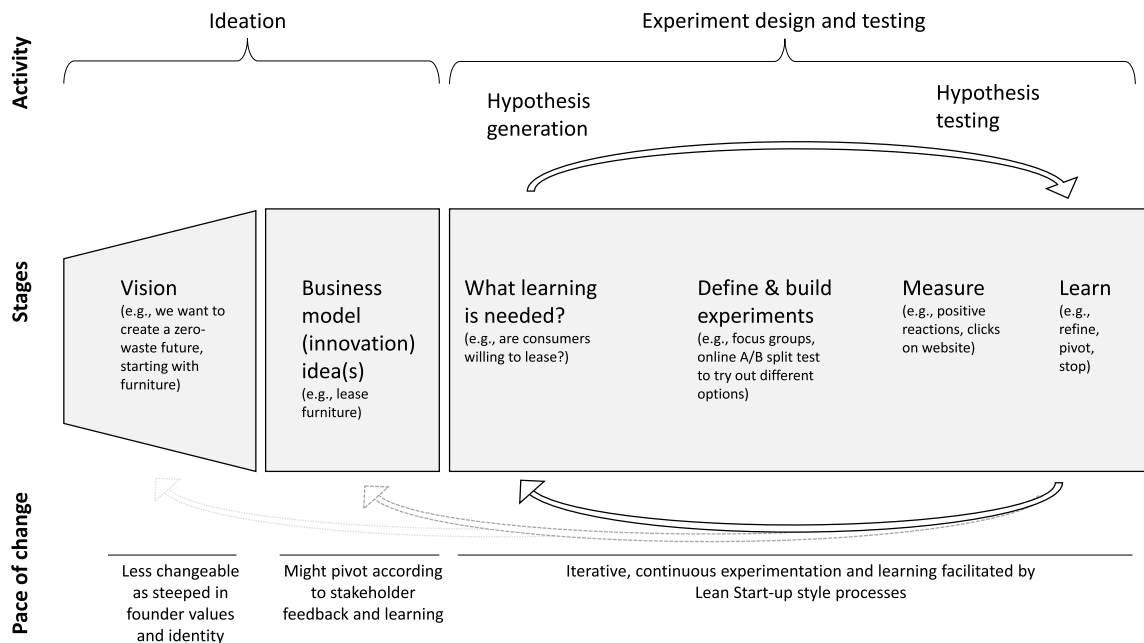 Activity
Ideation
Experiment design and testing
Hypothesis
generation
Hypothesis
testing
Stages
Vision
(e.g., we want to
create a zero-
waste future,
starting with
furniture)
Business
model
(innovation)
idea(s)
(e.g., lease
furniture)
What learning
is needed?
(e.g., are consumers
willing to lease?)
Define & build
experiments
(e.g., focus groups,
online A/B split test
to try out different
options)
Measure
(e.g., positive
reactions, clicks
on website)
Learn
(e.g.,
refine,
pivot,
stop)
Pace of change
Less changeable
as steeped in
founder values
and identity
Might pivot according
to stakeholder
feedback and learning
Iterative, continuous experimentation and learning facilitated by
Lean Start-up style processes